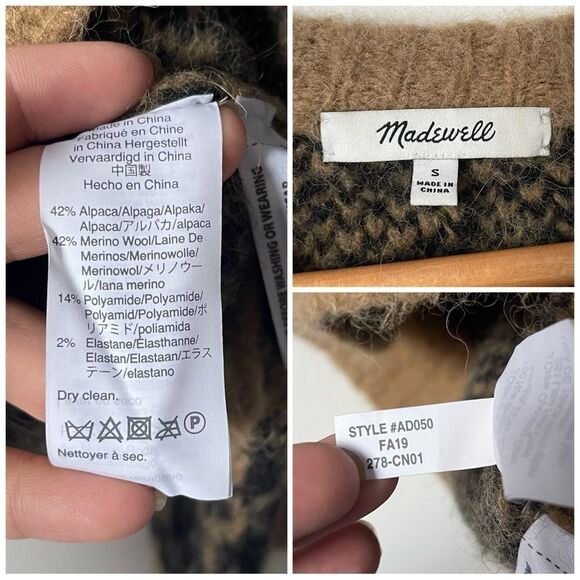 Made in China
Fabriqué en Chine
in China Hergestellt
Vervaardigd in China
中国製
Hecho en China
42% Alpaca/Alpaga/Alpaka/
Alpaca/アルパカ/alpaca
42% Merino Wool/Laine De
Merinos/Merinowolle/
Merinowol/メリノウー
ル/lana merino
14% Polyamide/Polyamide/
Polyamid/Polyamide/ポ
リアミド/poliamida
2% Elastane/Élasthanne/
Elastan/Elastaan/エラス
テーン/elastano
Dry clean.
P
Nettoyer à sec.
BEFORE WASHING OR WEARING
Madewell
S
MADE IN
CHINA
STYLE #AD050
FA19
278-CN01